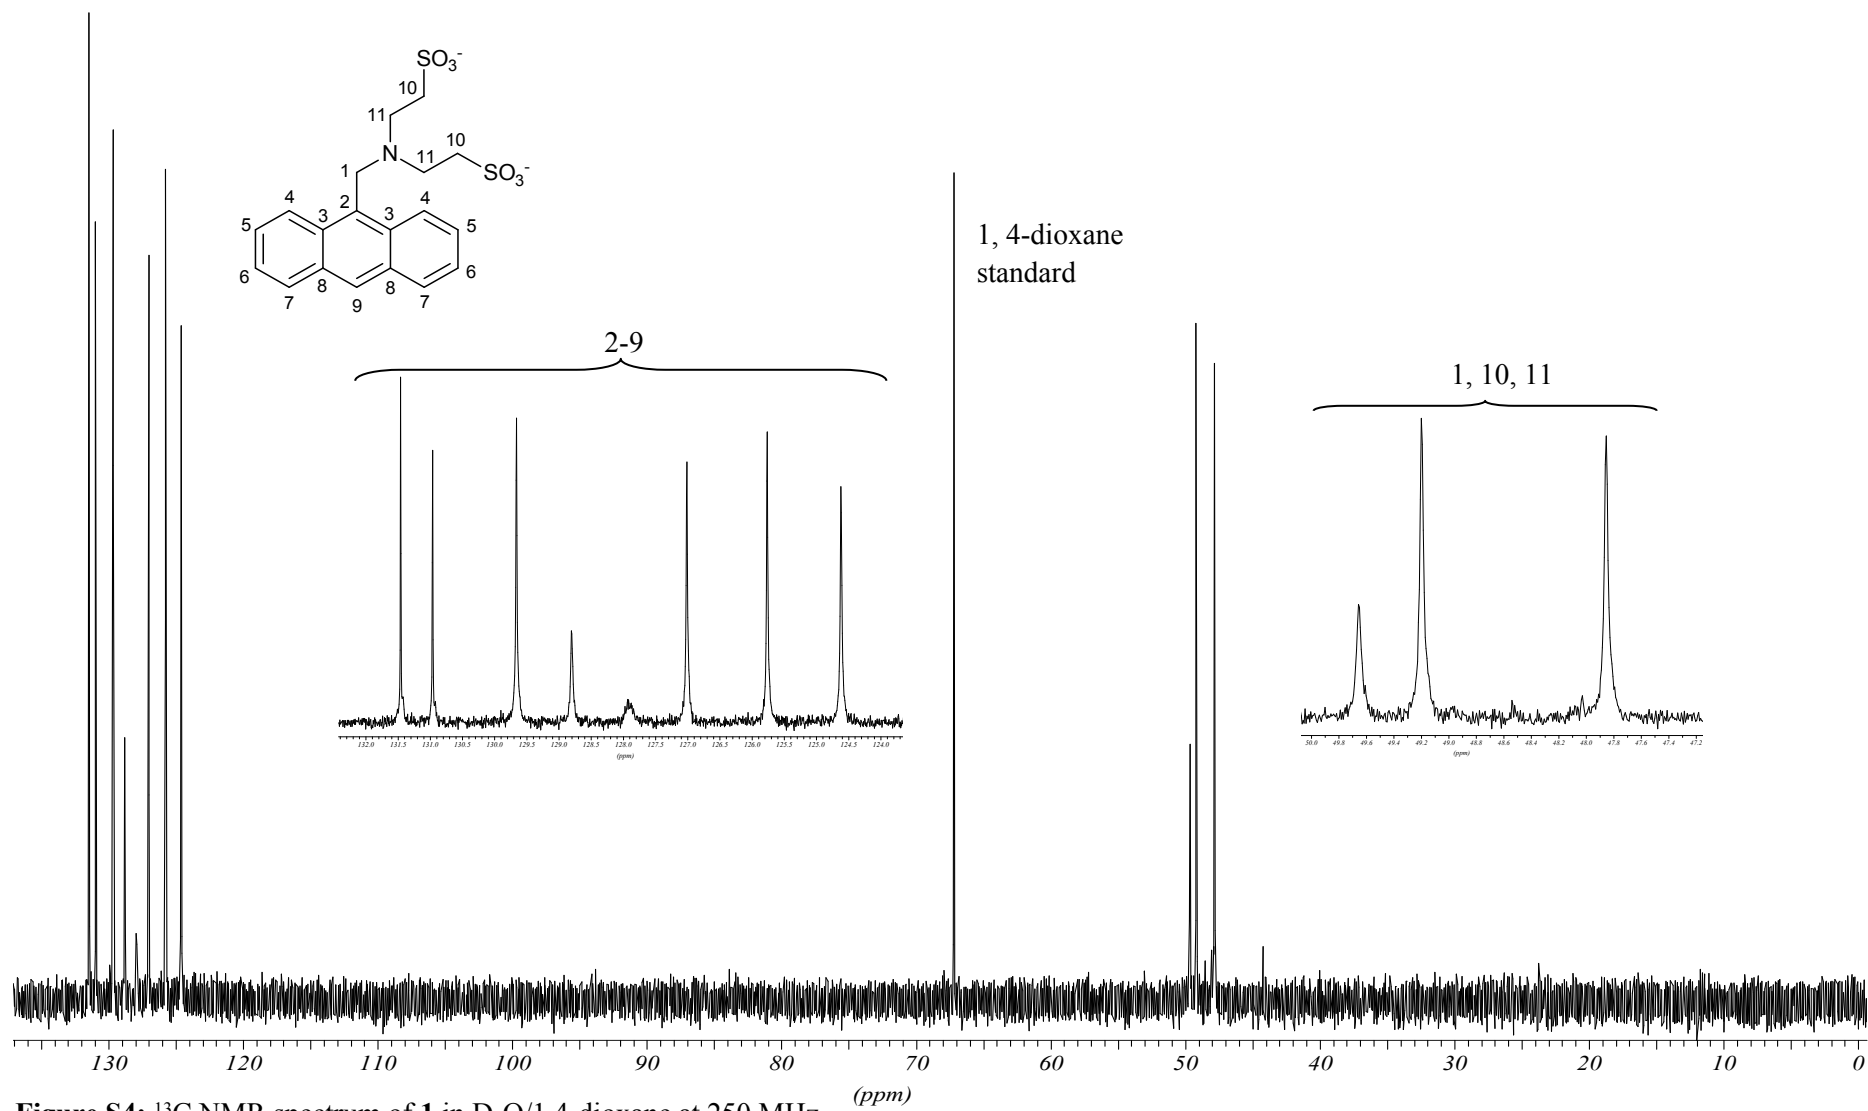 SO3-
10
11
10
N
11
SO3-
1
4
2
4
3
3
5
5
6
6
8
8
7
9
7
1, 4-dioxane
standard
2-9
1, 10, 11
132.0 131.5 131.0 130.5 130.0 129.5 129.0 128.5 128.0 127.5 127.0 126.5 126.0 125.5 125.0 124.5 124.0
(ppm)
50.0 49.8 49.6 49.4 49.2 49.0 48.8 48.6 48.4 48.2 48.0 47.8 47.6 47.4 47.2
(ppm)
130 120 110 100 90 80 70 60 50 40 30 20 10 0
(ppm)
Figure S4: 13C NMR spectrum of 1 in D2O/1,4-dioxane at 250 MHz